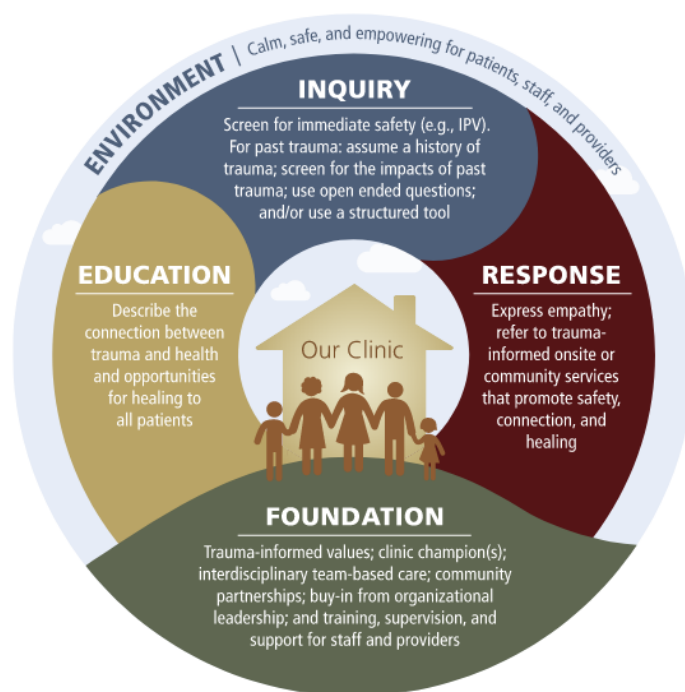 ENVIRONMENT | Calm, safe, and empowering for patients, staff, and providers
INQUIRY
Screen for immediate safety (e.g., IPV).
For past trauma: assume a history of
trauma; screen for the impacts of past
trauma; use open ended questions;
and/or use a structured tool
EDUCATION
Describe the
connection between
trauma and health
and opportunities
for healing to
all patients
RESPONSE
Express empathy;
refer to trauma-
informed onsite or
community services
that promote safety,
connection, and
healing
Our Clinic
FOUNDATION
Trauma-informed values; clinic champion(s);
interdisciplinary team-based care; community
partnerships; buy-in from organizational
leadership; and training, supervision, and
support for staff and providers